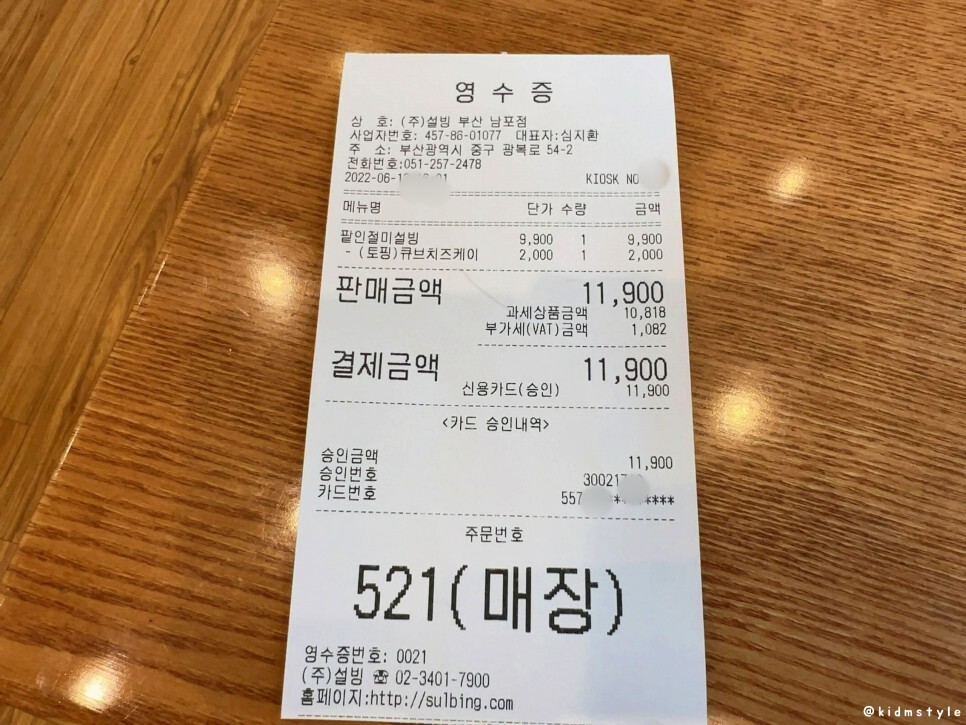 영 수 증
상 호: (주)설빙 부산 남포점
사업자번호: 457-86-01077 대표자:심지환
주 소: 부산광역시 중구 광복로 54-2
전화번호:051-257-2478
2022-06-1 01 KIOSK NO
메뉴명 단가 수량 금액
팥인절미설빙 9,900 1 9,900
- (토핑)큐브치즈케이 2,000 1 2,000
판매금액 11,900
과세상품금액 10,818
부가세(VAT)금액 1,082
결제금액 11,900
신용카드(승인) 11,900
<카드 승인내역>
승인금액 11,900
승인번호 30021
카드번호 557 ****
주문번호
521(매장)
영수증번호: 0021
(주)설빙 ☎ 02-3401-7900
홈페이지:http://sulbing.com
@kidmstyle